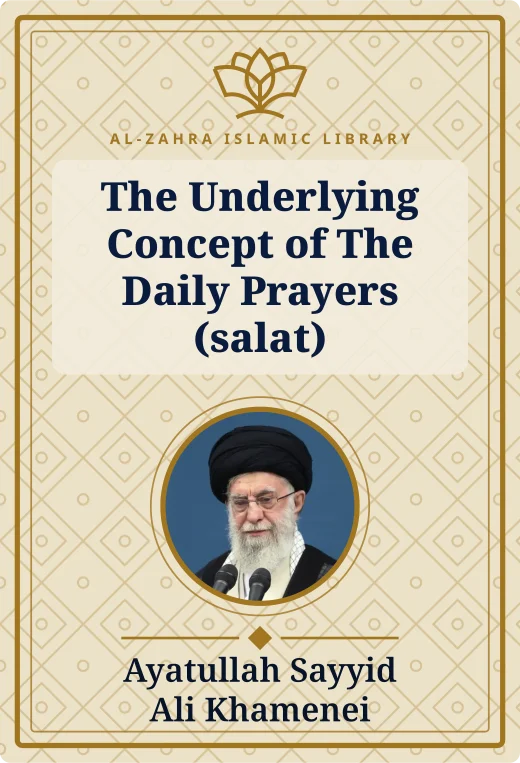 AL-ZAHRA ISLAMIC LIBRARY
The Underlying
Concept of The
Daily Prayers
(salat)
Ayatullah Sayyid
Ali Khamenei